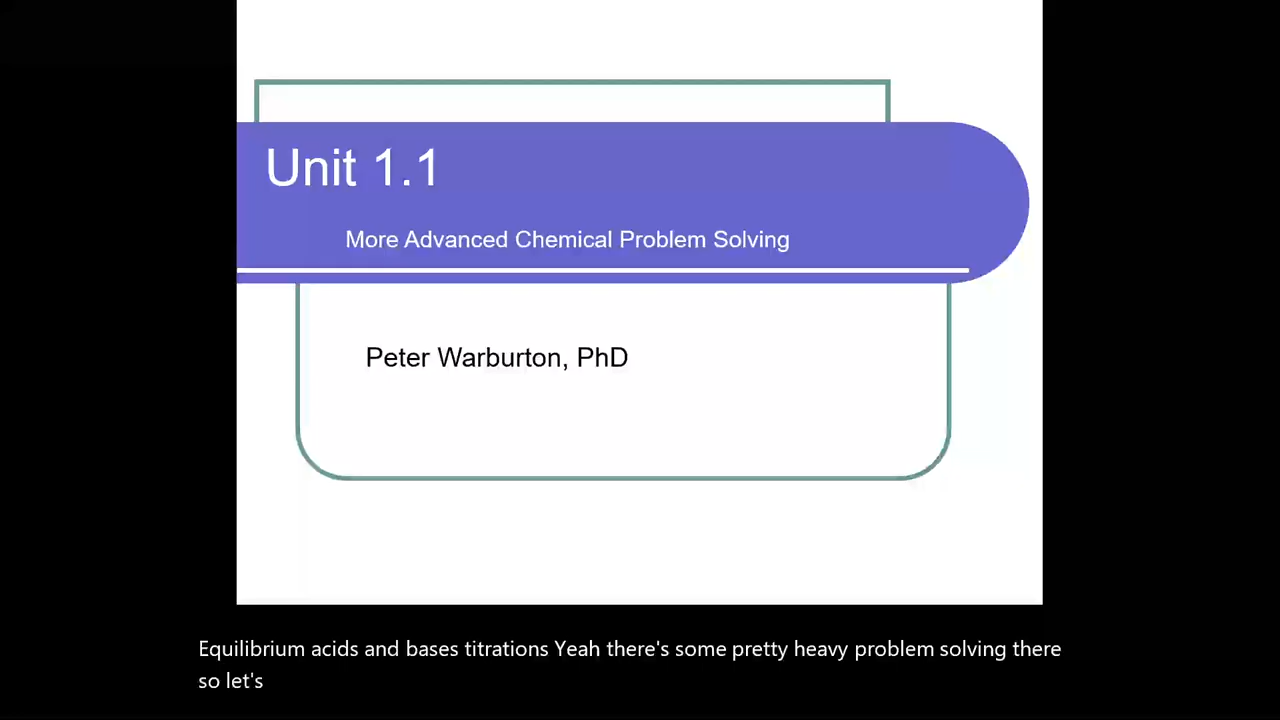 Unit 1.1
More Advanced Chemical Problem Solving
Peter Warburton, PhD
Equilibrium acids and bases titrations Yeah there's some pretty heavy problem solving there
so let's